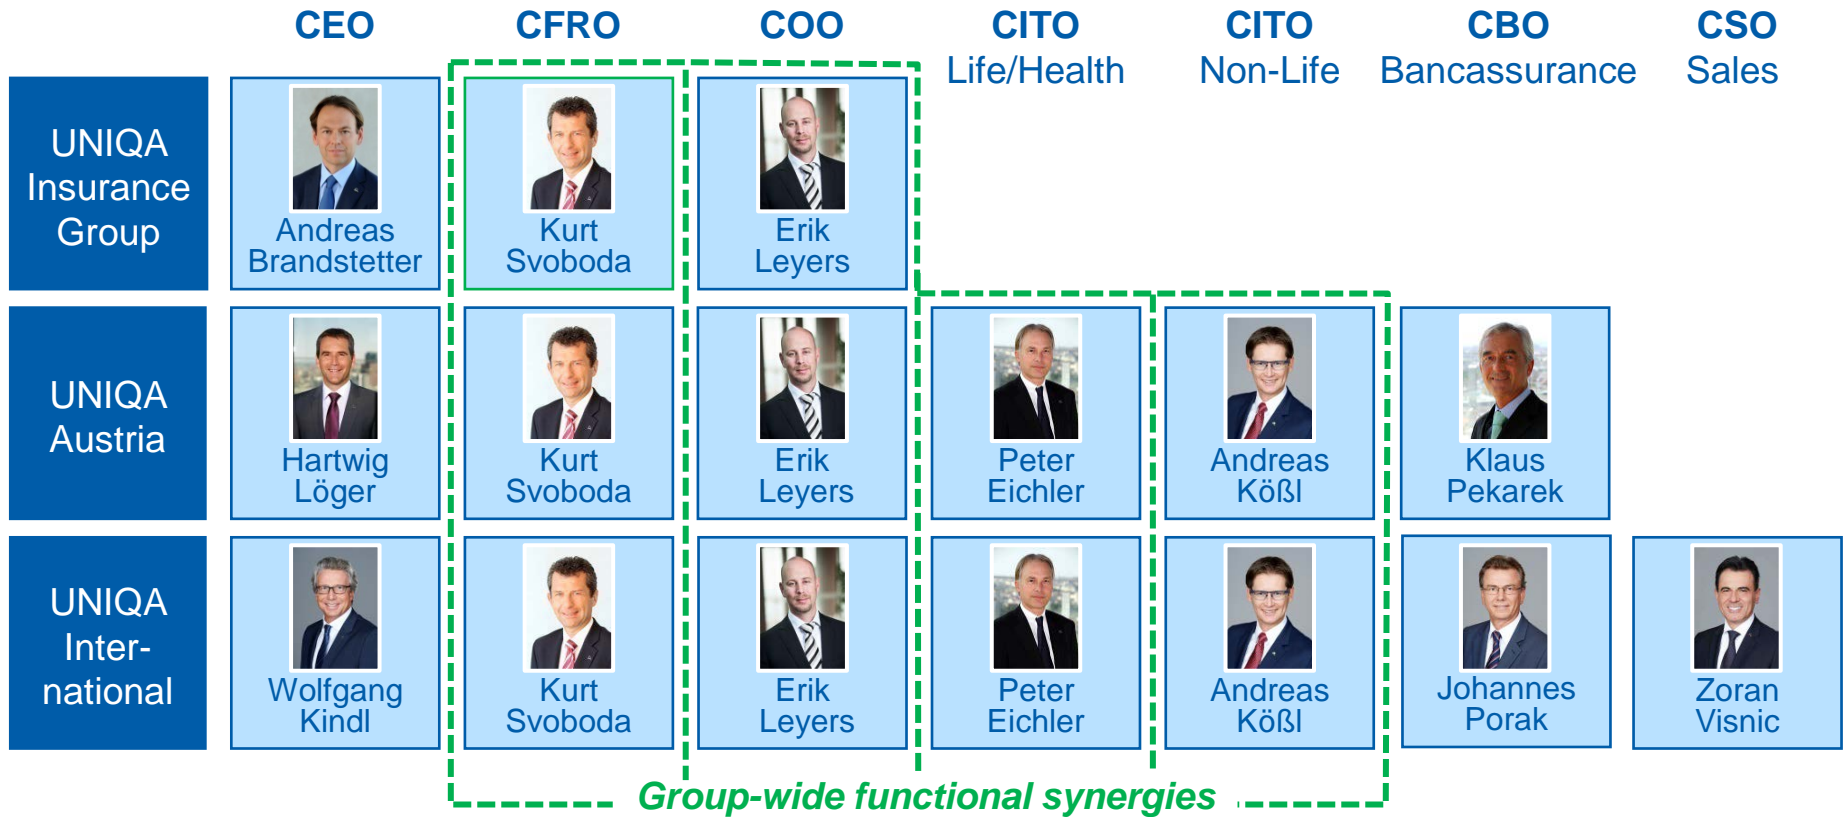 CEO
CFRO
COO
CITO
Life/Health
CITO
Non-Life
CBO
Bancassurance
CSO
Sales
UNIQA
Insurance
Group
Andreas
Brandstetter
Kurt
Svoboda
Erik
Leyers
UNIQA
Austria
Hartwig
Löger
Kurt
Svoboda
Erik
Leyers
Peter
Eichler
Andreas
Kößl
Klaus
Pekarek
UNIQA
Inter-
national
Wolfgang
Kindl
Kurt
Svoboda
Erik
Leyers
Peter
Eichler
Andreas
Kößl
Johannes
Porak
Zoran
Visnic
Group-wide functional synergies